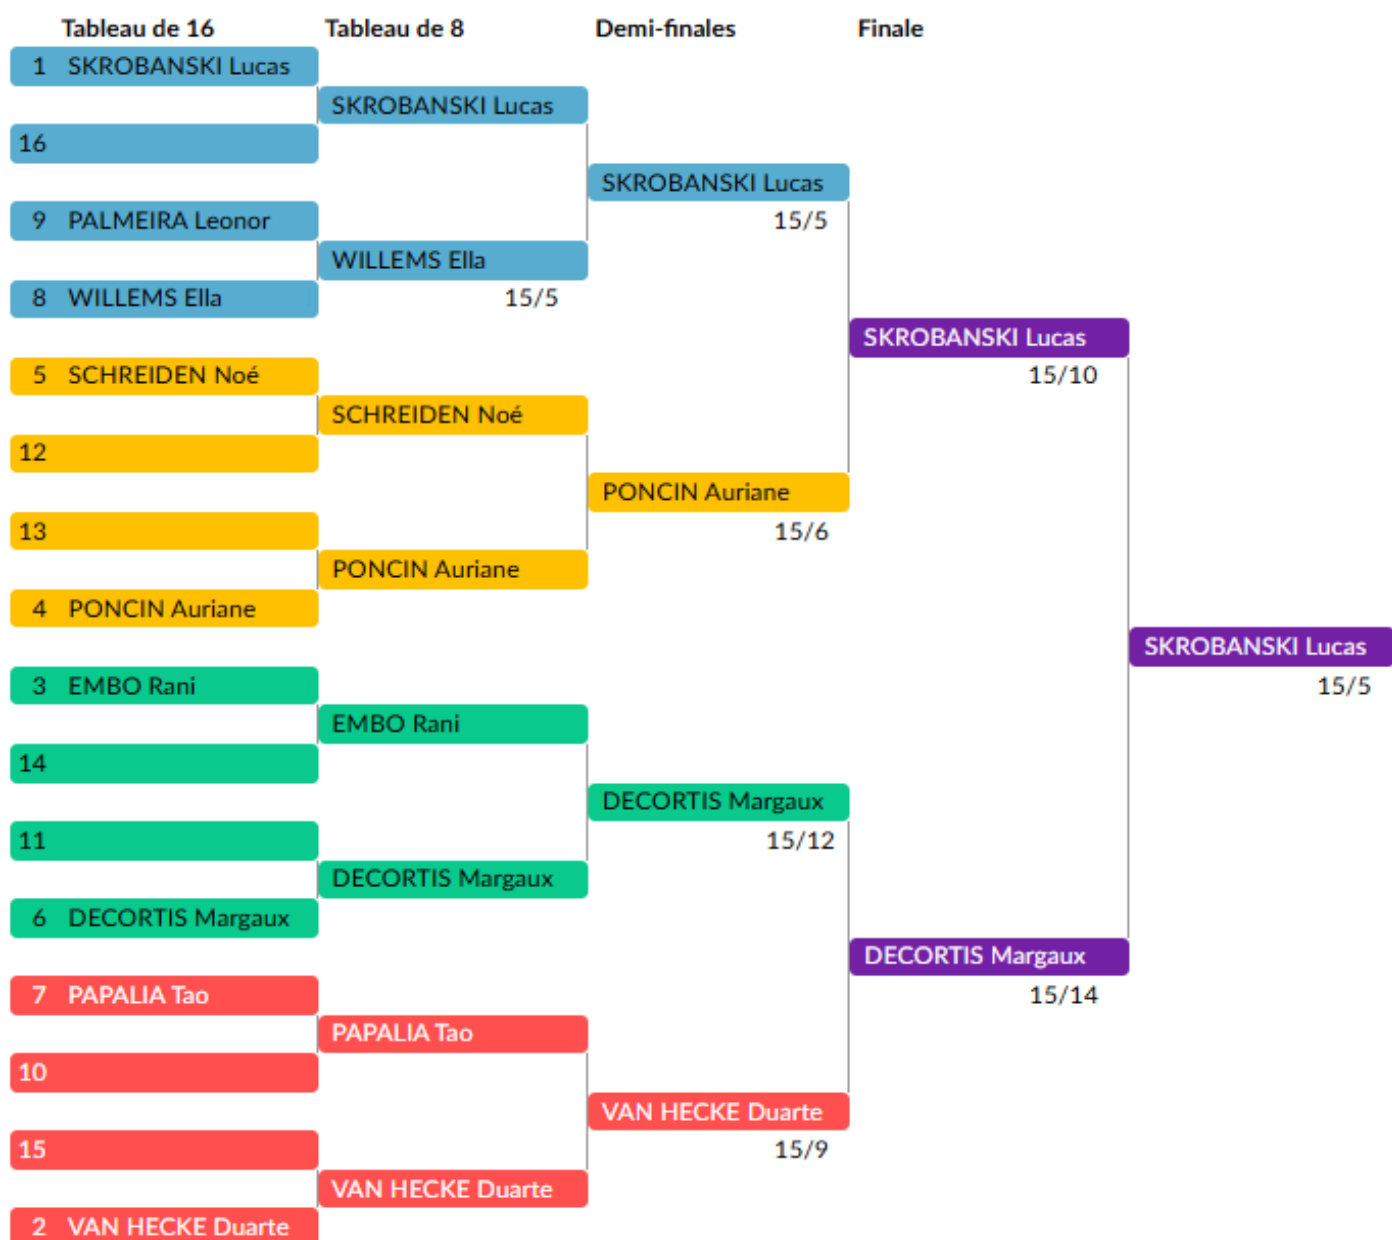 Tableau de 16 Tableau de 8 Demi-finales Finale
1 SKROBANSKI Lucas
SKROBANSKI Lucas
16
SKROBANSKI Lucas
15/5
9 PALMEIRA Leonor
WILLEMS Ella
15/5
8 WILLEMS Ella
SKROBANSKI Lucas
15/10
5 SCHREIDEN Noé
SCHREIDEN Noé
12
PONCIN Auriane
15/6
13
PONCIN Auriane
4 PONCIN Auriane
SKROBANSKI Lucas
15/5
3 EMBO Rani
EMBO Rani
14
DECORTIS Margaux
15/12
11
DECORTIS Margaux
6 DECORTIS Margaux
DECORTIS Margaux
15/14
7 PAPALIA Tao
PAPALIA Tao
10
VAN HECKE Duarte
15/9
15
VAN HECKE Duarte
2 VAN HECKE Duarte